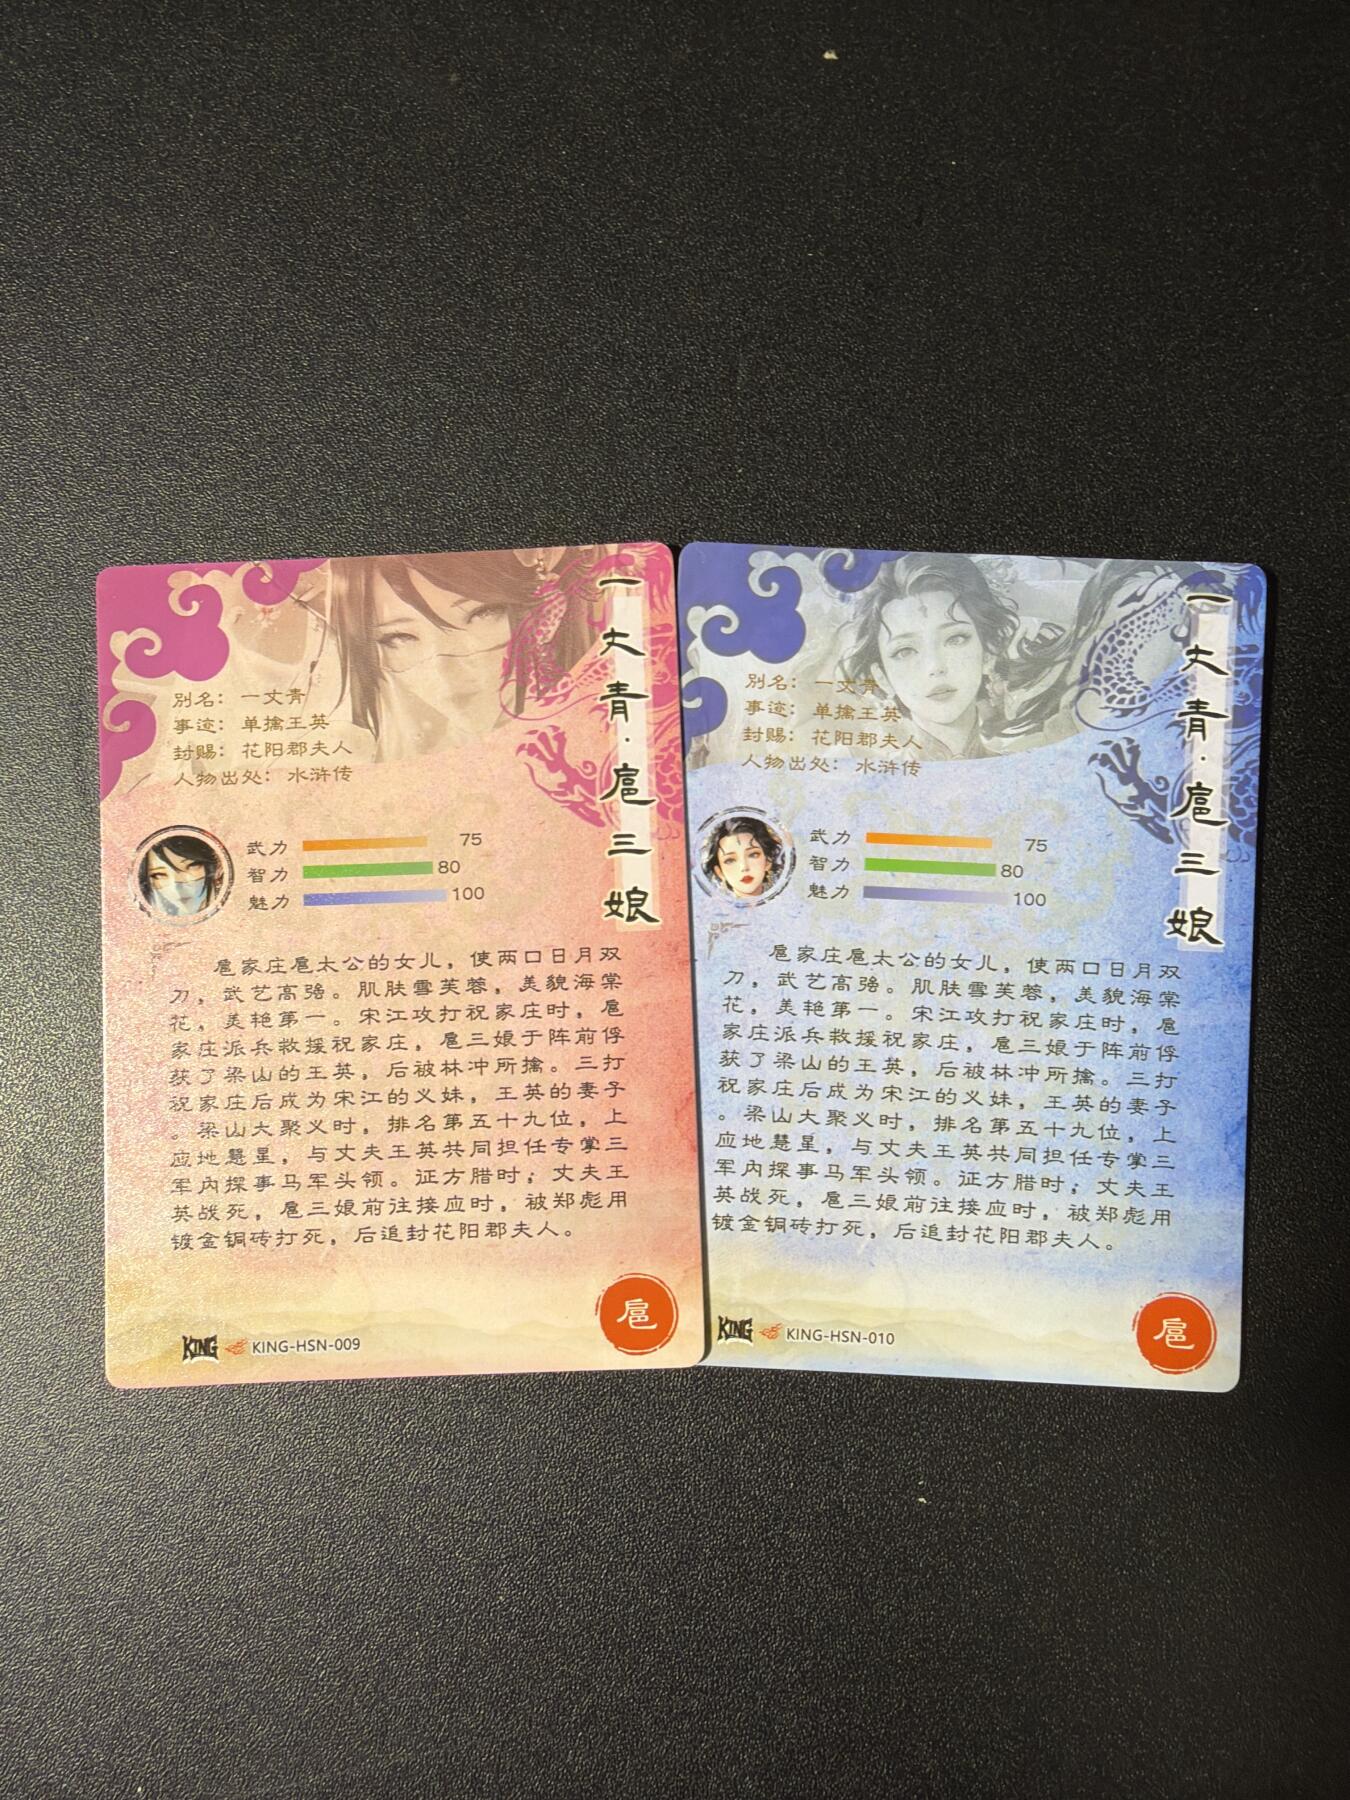 一丈青·扈三娘
别名：一丈青
事迹：单擒王英
封赐：花阳郡夫人
人物出处：水浒传
武力 75
智力 80
魅力 100
扈家庄扈太公的女儿，使两口日月双
刀，武艺高强。肌肤雪芙蓉，美貌海棠
花，美艳第一。宋江攻打祝家庄时，扈
家庄派兵救援祝家庄，扈三娘于阵前俘
获了梁山的王英，后被林冲所擒。三打
祝家庄后成为宋江的义妹，王英的妻子
。梁山大聚义时，排名第五十九位，上
应地慧星，与丈夫王英共同担任专掌三
军内探事马军头领。证方腊时；丈夫王
英战死，扈三娘前往接应时，被郑彪用
镀金铜砖打死，后追封花阳郡夫人。
扈
KING KING-HSN-009
一丈青·扈三娘
别名：一丈青
事迹：单擒王英
封赐：花阳郡夫人
人物出处：水浒传
武力 75
智力 80
魅力 100
扈家庄扈太公的女儿，使两口日月双
刀，武艺高强。肌肤雪芙蓉，美貌海棠
花，美艳第一。宋江攻打祝家庄时，扈
家庄派兵救援祝家庄，扈三娘于阵前俘
获了梁山的王英，后被林冲所擒。三打
祝家庄后成为宋江的义妹，王英的妻子
。梁山大聚义时，排名第五十九位，上
应地慧星，与丈夫王英共同担任专掌三
军内探事马军头领。证方腊时；丈夫王
英战死，扈三娘前往接应时，被郑彪用
镀金铜砖打死，后追封花阳郡夫人。
扈
KING KING-HSN-010